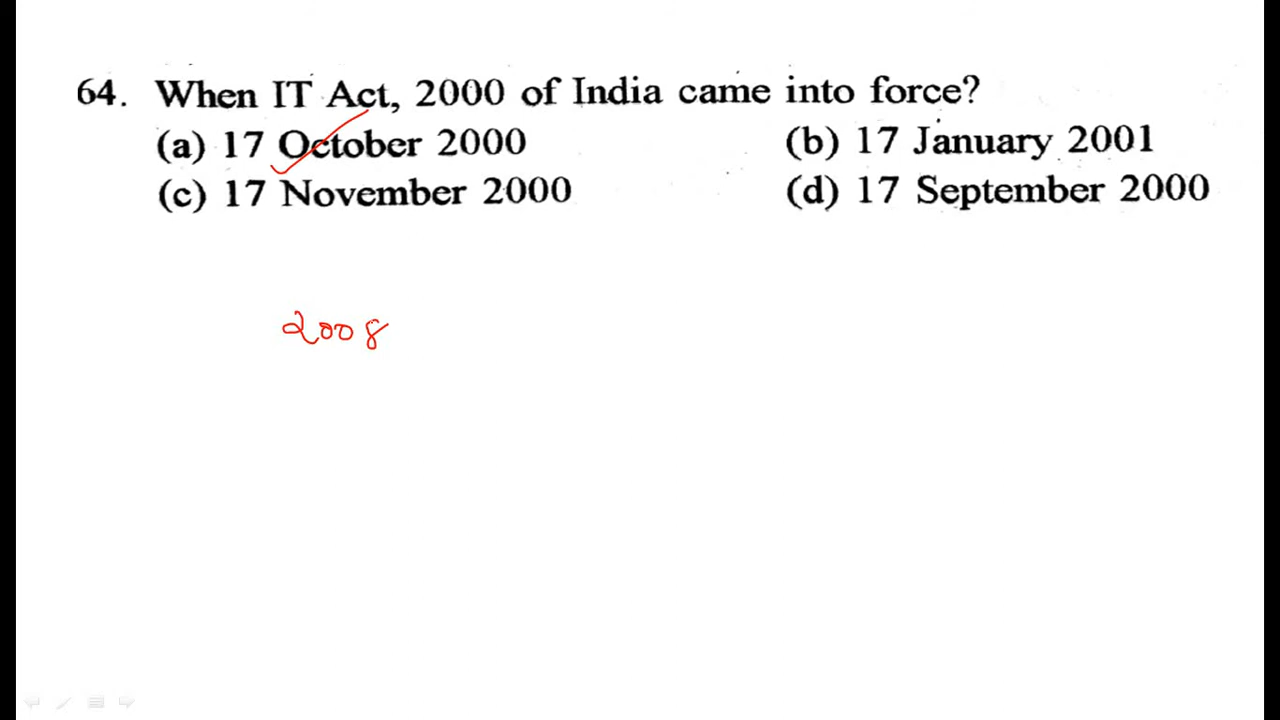 64. When IT Act, 2000 of India came into force?
(a) 17 October 2000 (b) 17 January 2001
(c) 17 November 2000 (d) 17 September 2000
2008